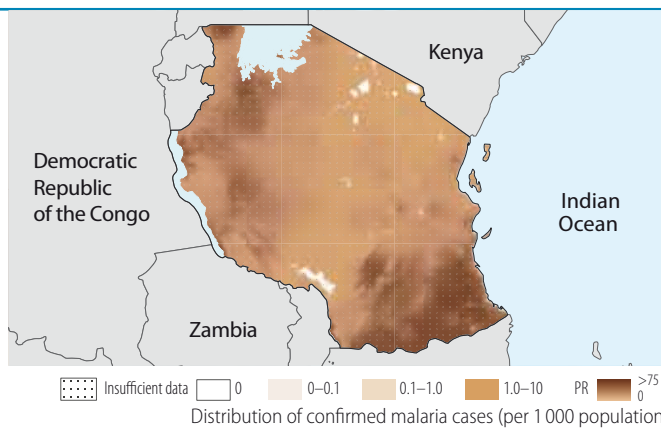 Kenya
Democratic
Republic
of the Congo
Indian
Ocean
Zambia
Insufficient data 0 0–0.1 0.1–1.0 1.0–10 PR >75
0
Distribution of confirmed malaria cases (per 1 000 population